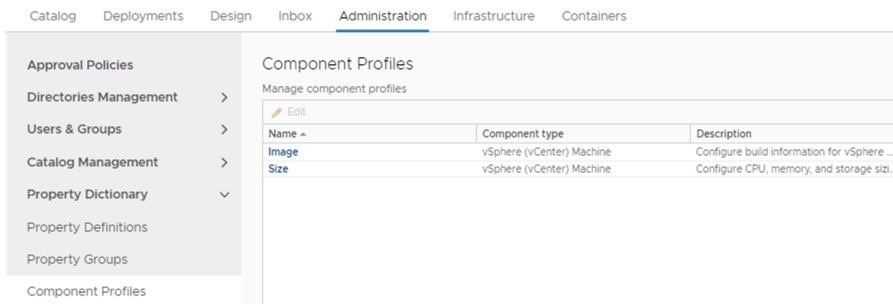 Catalog Deployments Design Inbox Administration Infrastructure Containers
Approval Policies
Directories Management
Users & Groups
Catalog Management
Property Dictionary
Property Definitions
Property Groups
Component Profiles
Component Profiles
Manage component profiles
Edit
Name Component type Description
Image vSphere (vCenter) Machine Configure build information for vSphere ...
Size vSphere (vCenter) Machine Configure CPU, memory, and storage sizi...